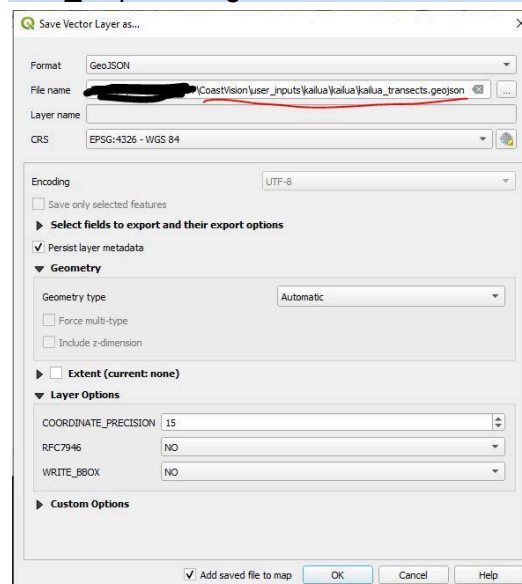 Save Vector Layer as...
Format GeoJSON
File name \CoastVision\user_inputs\kailua\kailua\kailua_transects.geojson ...
Layer name
CRS EPSG:4326 - WGS 84
Encoding UTF-8
Save only selected features
Select fields to export and their export options
Persist layer metadata
Geometry
Geometry type Automatic
Force multi-type
Include z-dimension
Extent (current: none)
Layer Options
COORDINATE_PRECISION 15
RFC7946 NO
WRITE_BBOX NO
Custom Options
Add saved file to map OK Cancel Help